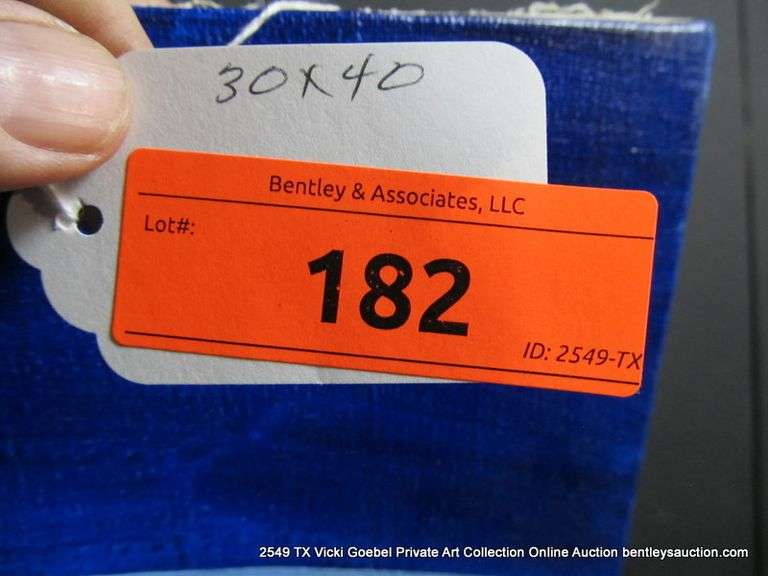 30X40
Bentley & Associates, LLC
Lot#:
182
ID: 2549-TX
2549 TX Vicki Goebel Private Art Collection Online Auction bentleysauction.com